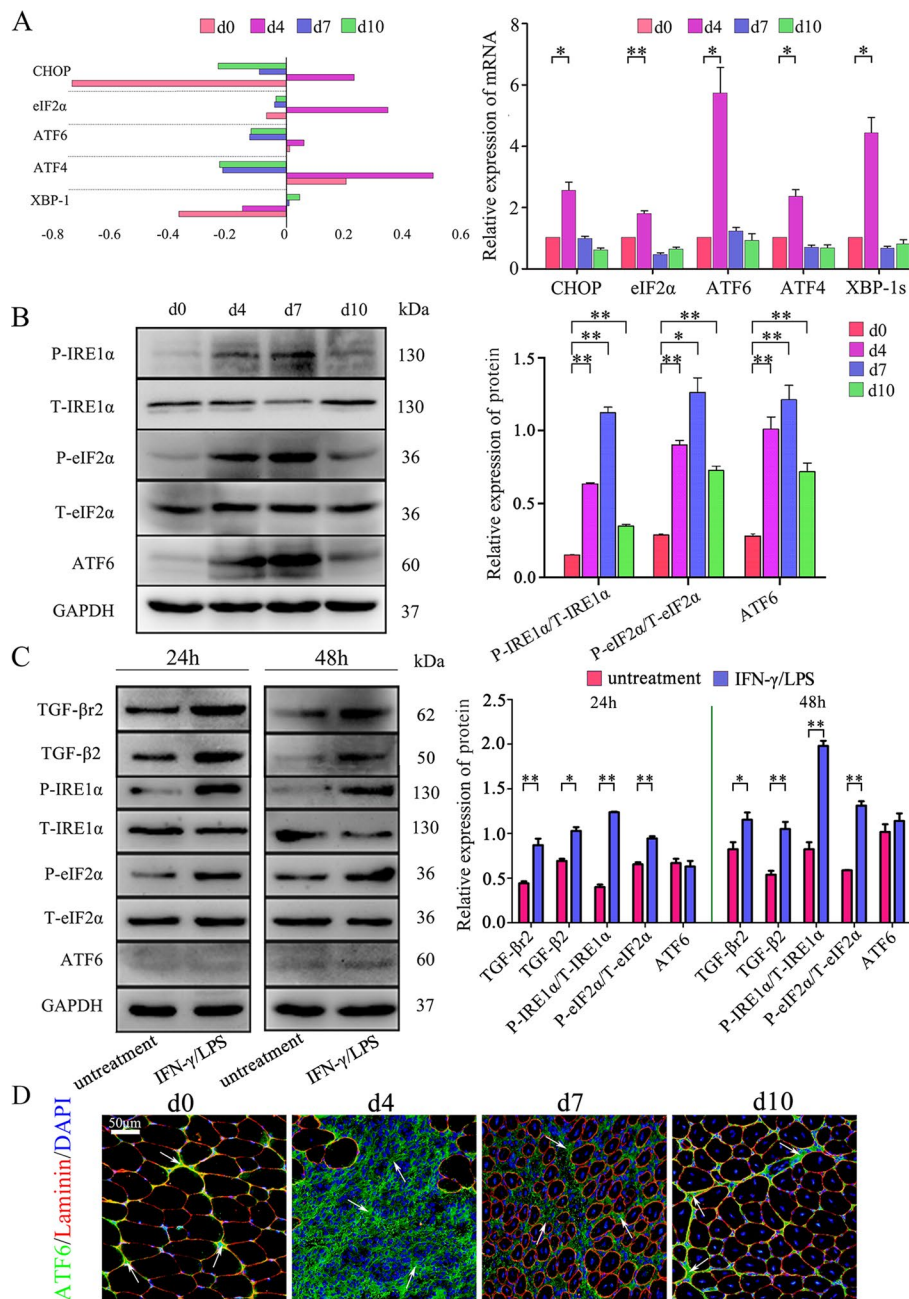 A
d0 d4 d7 d10
CHOP
eIF2α
ATF6
ATF4
XBP-1
-0.8 -0.6 -0.4 -0.2 0 0.2 0.4 0.6
d0 d4 d7 d10
Relative expression of mRNA
8
6
4
2
0
* ** * * *
CHOP eIF2α ATF6 ATF4 XBP-1s
B
d0 d4 d7 d10 kDa
P-IRE1α 130
T-IRE1α 130
P-eIF2α 36
T-eIF2α 36
ATF6 60
GAPDH 37
Relative expression of protein
1.5
1.0
0.5
0.0
** ** **
** * **
** ** **
d0
d4
d7
d10
P-IRE1α/T-IRE1α
P-eIF2α/T-eIF2α
ATF6
C
24h 48h kDa
TGF-βr2 62
TGF-β2 50
P-IRE1α 130
T-IRE1α 130
P-eIF2α 36
T-eIF2α 36
ATF6 60
GAPDH 37
untreatment IFN-γ/LPS untreatment IFN-γ/LPS
untreatment IFN-γ/LPS
24h 48h
Relative expression of protein
2.5
2.0
1.5
1.0
0.5
0.0
** * ** ** * ** ** **
TGF-βr2
TGF-β2
P-IRE1α/T-IRE1α
P-eIF2α/T-eIF2α
ATF6
TGF-βr2
TGF-β2
P-IRE1α/T-IRE1α
P-eIF2α/T-eIF2α
ATF6
D
d0 d4 d7 d10
50μm
ATF6/Laminin/DAPI